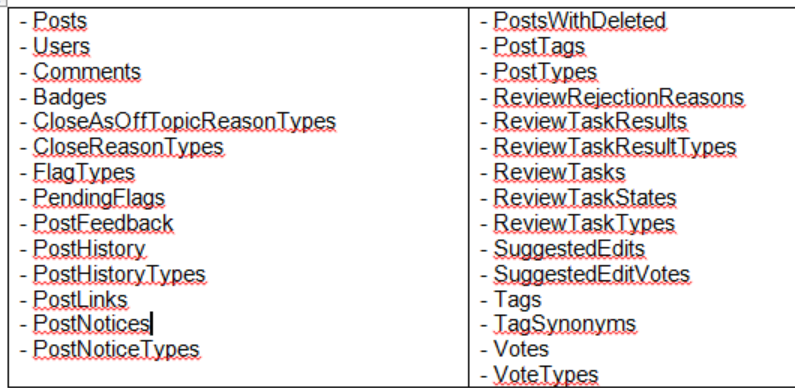 - Posts
- Users
- Comments
- Badges
- CloseAsOffTopicReasonTypes
- CloseReasonTypes
- FlagTypes
- PendingFlags
- PostFeedback
- PostHistory
- PostHistoryTypes
- PostLinks
- PostNotices
- PostNoticeTypes
- PostsWithDeleted
- PostTags
- PostTypes
- ReviewRejectionReasons
- ReviewTaskResults
- ReviewTaskResultTypes
- ReviewTasks
- ReviewTaskStates
- ReviewTaskTypes
- SuggestedEdits
- SuggestedEditVotes
- Tags
- TagSynonyms
- Votes
- VoteTypes